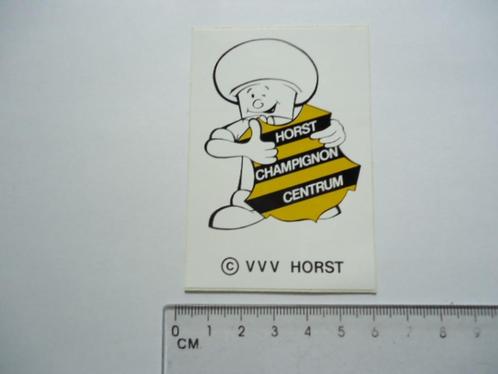 HORST
CHAMPIGNON
CENTRUM
© VVV HORST
0 1 2 3 4 5 6 7 8 9
CM